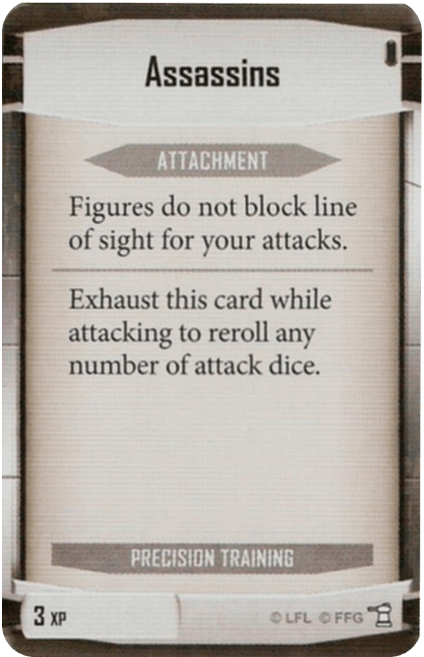 Assassins
ATTACHMENT
Figures do not block line
of sight for your attacks.
Exhaust this card while
attacking to reroll any
number of attack dice.
PRECISION TRAINING
3 XP
© LFL © FFG